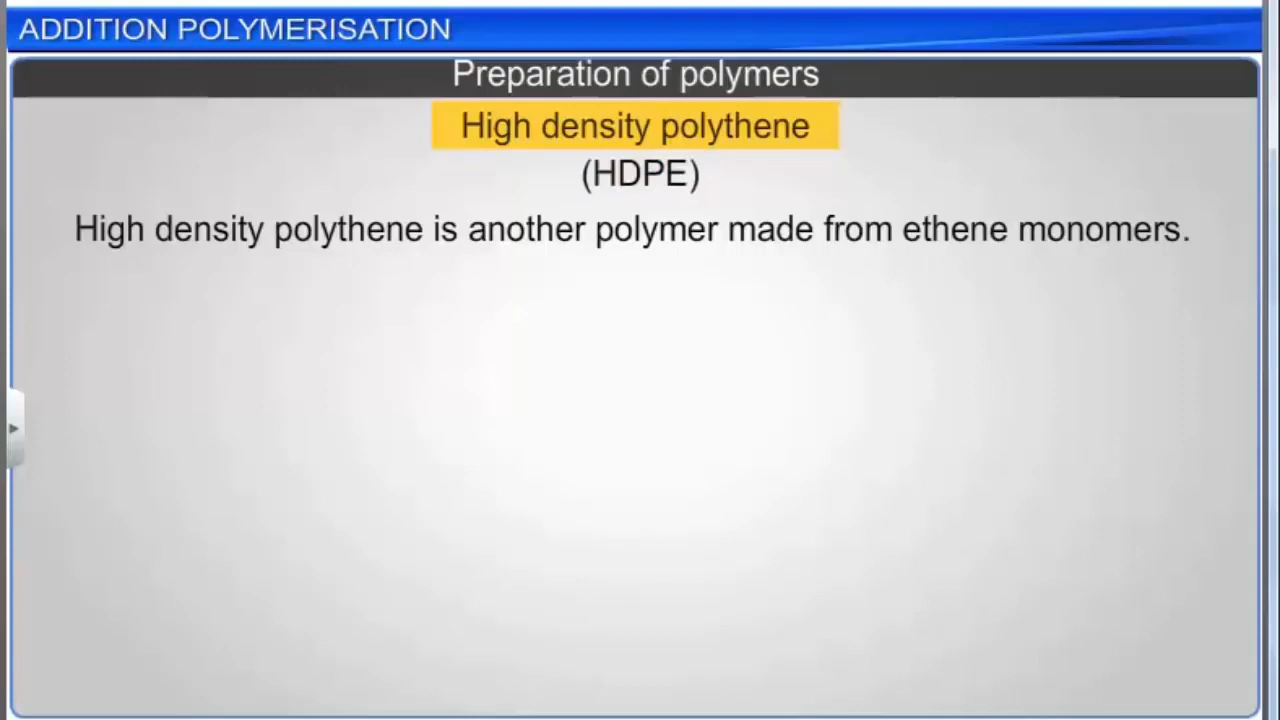 ADDITION POLYMERISATION
Preparation of polymers
High density polythene
(HDPE)
High density polythene is another polymer made from ethene monomers.